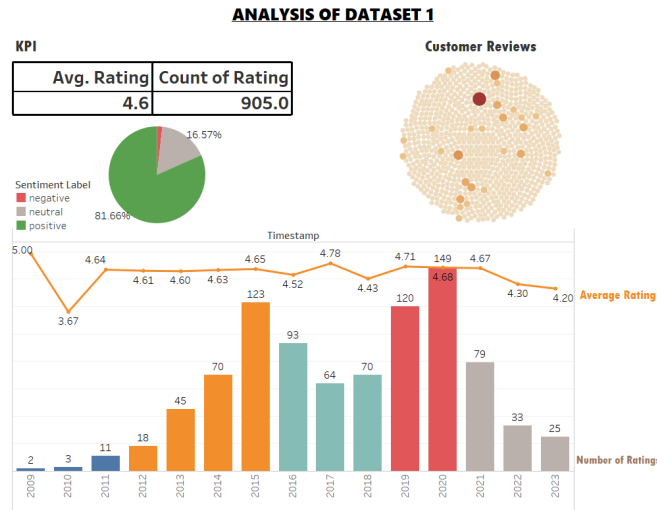 ANALYSIS OF DATASET 1
KPI
Customer Reviews
Avg. Rating Count of Rating
4.6 905.0
16.57%
Sentiment Label
negative
neutral
positive
81.66%
Timestamp
5.00 3.67 4.64 4.61 4.60 4.63 4.65 4.52 4.78 4.43 4.71 4.68 4.67 4.30 4.20
Average Rating
2 3 11 18 45 70 123 93 64 70 120 149 79 33 25
Number of Ratings
2009 2010 2011 2012 2013 2014 2015 2016 2017 2018 2019 2020 2021 2022 2023